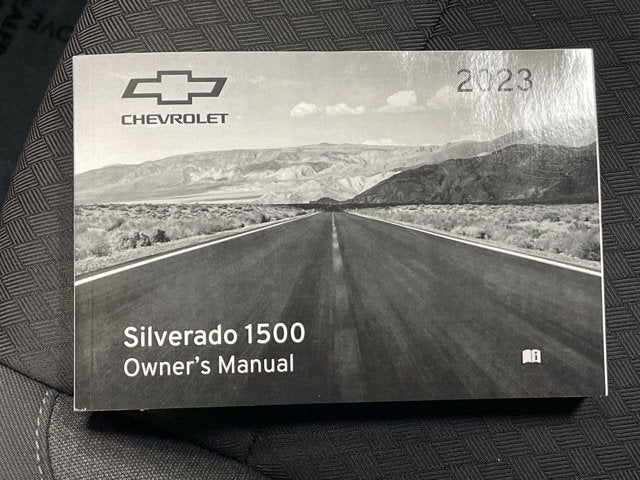 2023
CHEVROLET
Silverado 1500
Owner's Manual